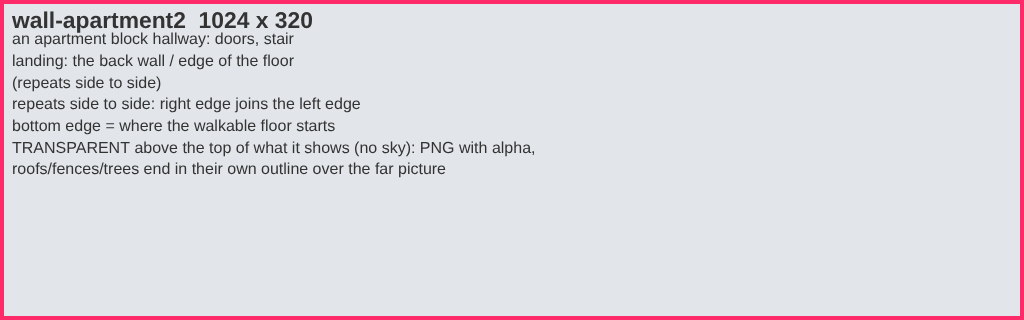 wall-apartment2  1024 x 320
an apartment block hallway: doors, stair
landing: the back wall / edge of the floor
(repeats side to side)
repeats side to side: right edge joins the left edge
bottom edge = where the walkable floor starts
TRANSPARENT above the top of what it shows (no sky): PNG with alpha,
roofs/fences/trees end in their own outline over the far picture